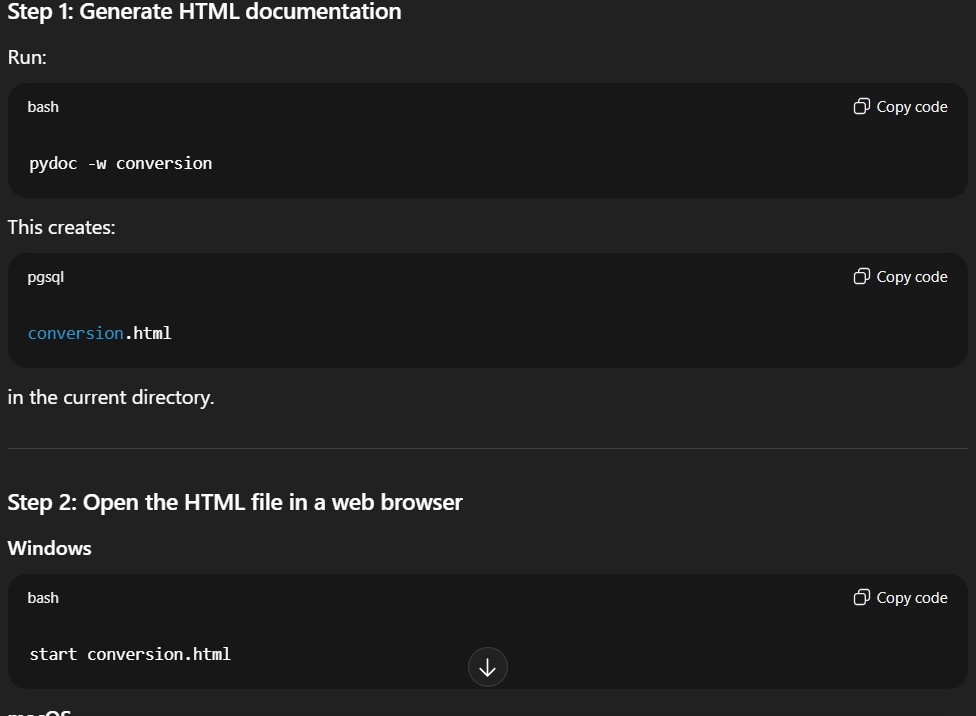 Step 1: Generate HTML documentation
Run:
bash
Copy code
pydoc -w conversion
This creates:
pgsql
Copy code
conversion.html
in the current directory.
Step 2: Open the HTML file in a web browser
Windows
bash
Copy code
start conversion.html
macOS